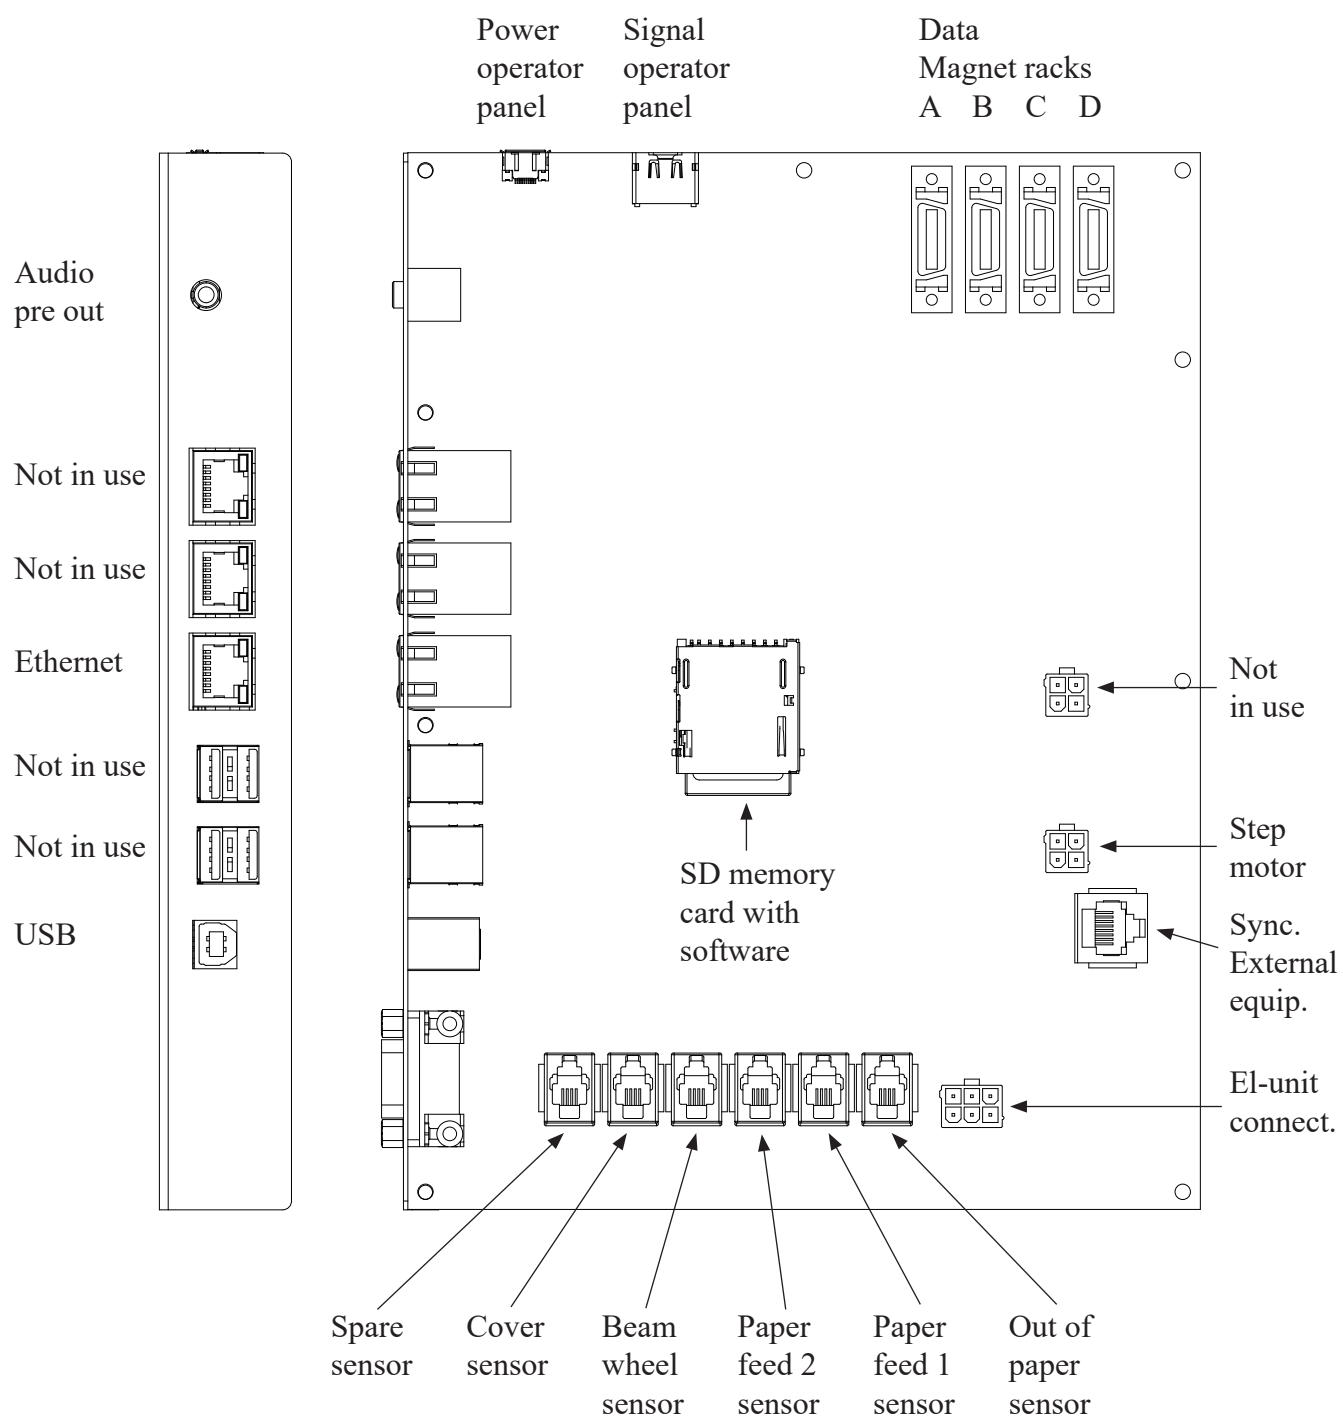 Power
operator
panel
Signal
operator
panel
Data
Magnet racks
A B C D
Audio
pre out
Not in use
Not in use
Ethernet
Not in use
Not in use
USB
SD memory
card with
software
Not
in use
Step
motor
Sync.
External
equip.
El-unit
connect.
Spare
sensor
Cover
sensor
Beam
wheel
sensor
Paper
feed 2
sensor
Paper
feed 1
sensor
Out of
paper
sensor